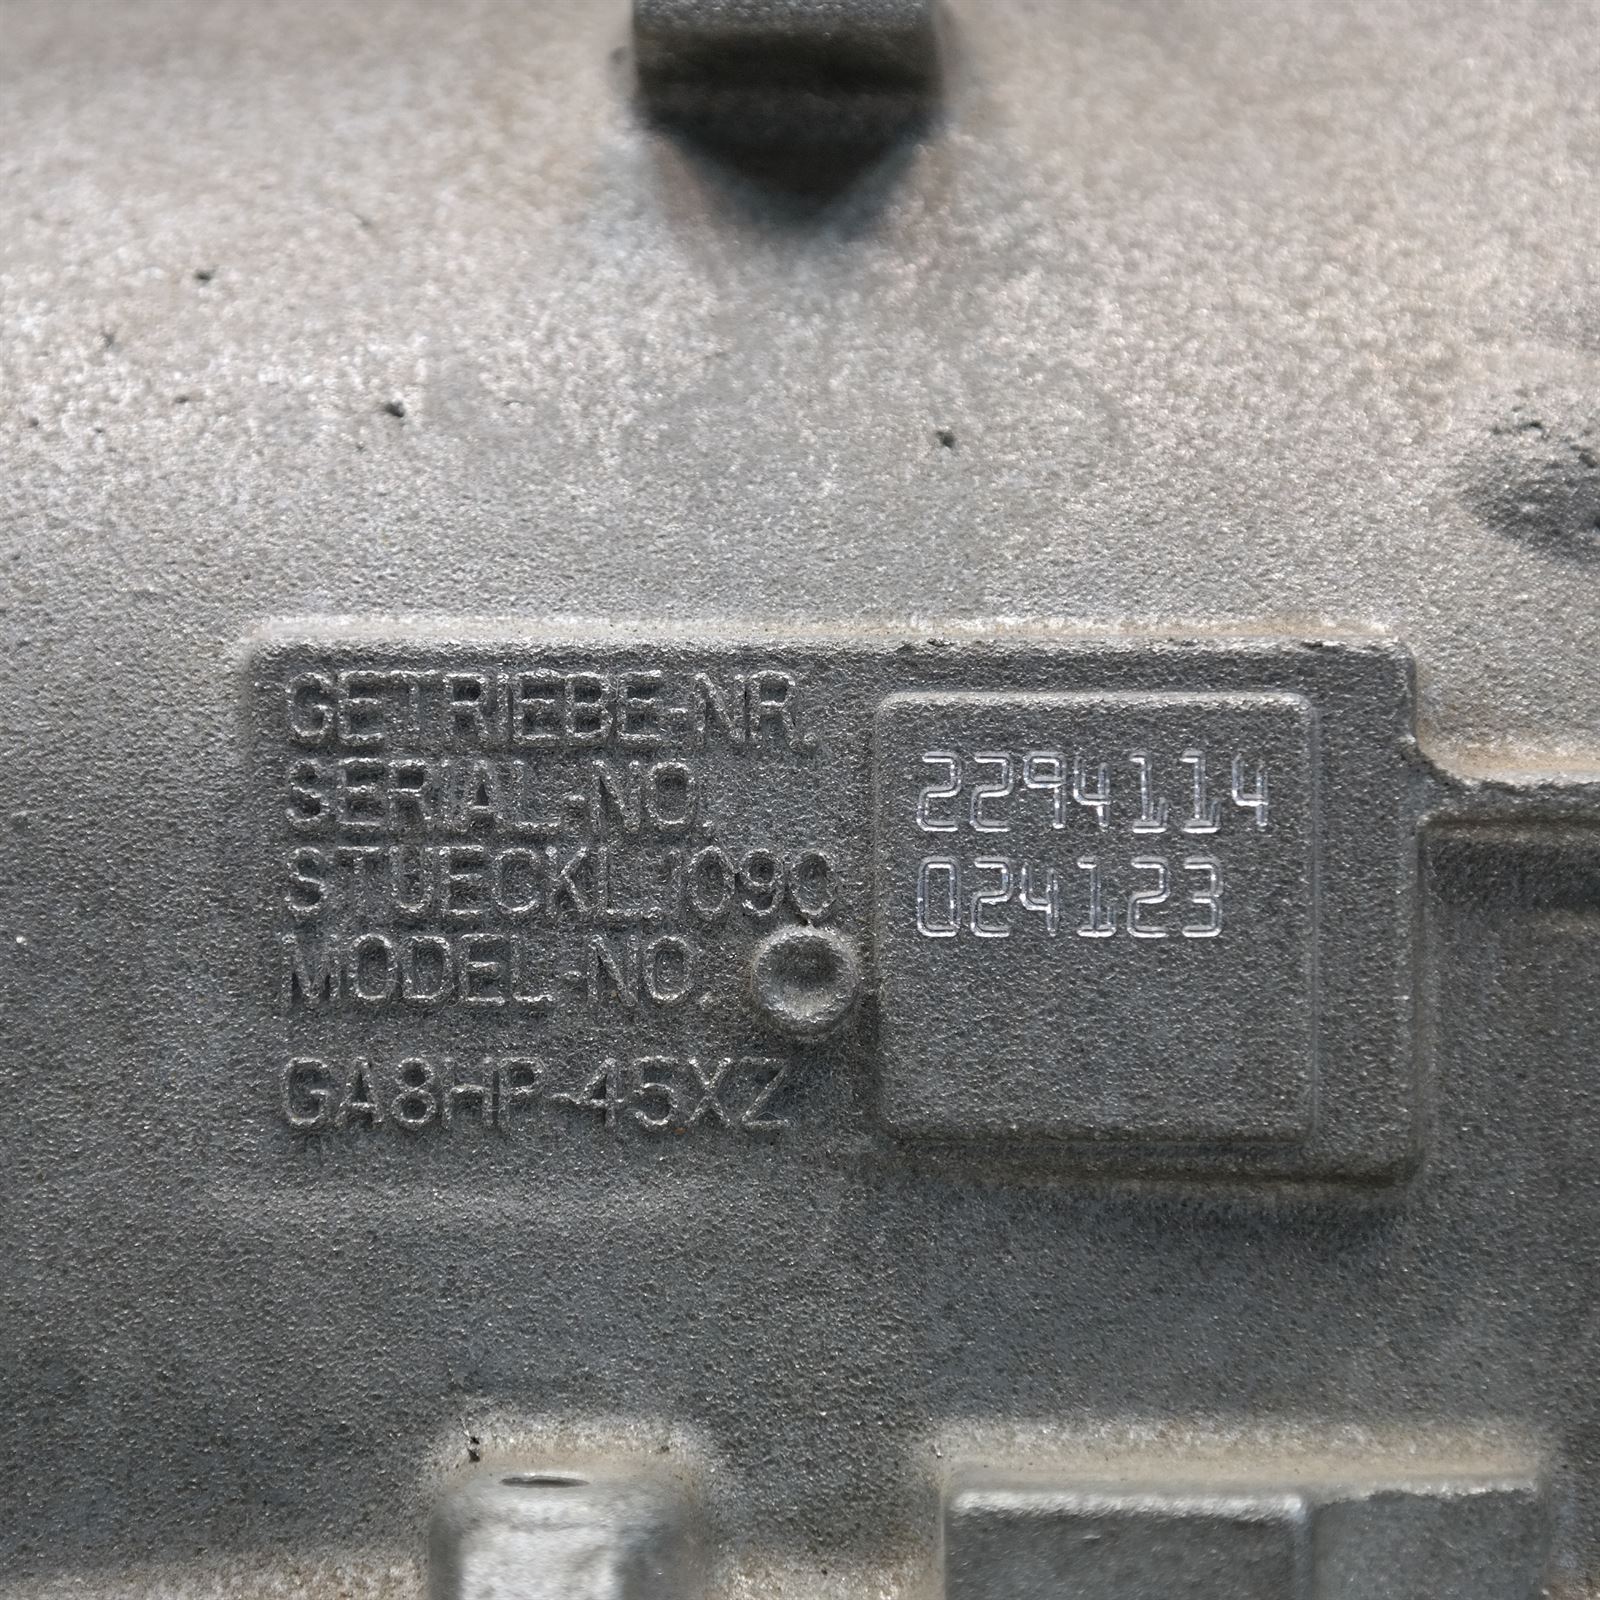 GETRIEBE-NR.
SERIAL-NO.
STUECKL.1090
MODEL-NO.
GA8HP-45XZ
2294114
024123